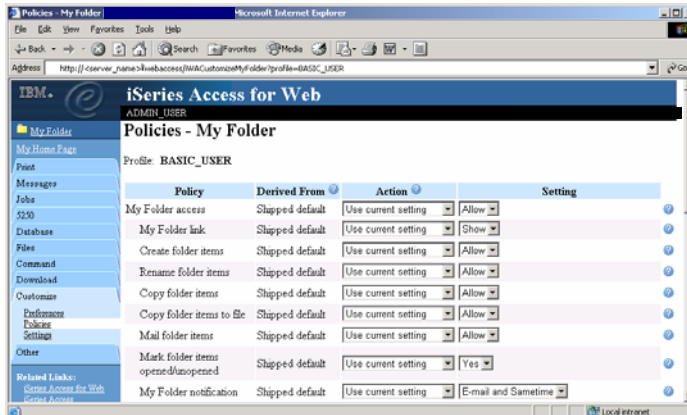 Policies - My Folder Microsoft Internet Explorer
File Edit View Favorites Tools Help
Back Search Favorites Media
Address http://<server_name>/webaccess/iWACustomizeMyFolder?profile=BASIC_USER Go
IBM. iSeries Access for Web
ADMIN_USER
My Folder
My Home Page
Print
Messages
Jobs
5250
Database
Files
Command
Download
Customize
Preferences
Policies
Settings
Other
Related Links:
iSeries Access for Web
iSeries Access
Policies - My Folder
Profile: BASIC_USER
Policy Derived From Action Setting
My Folder access Shipped default Use current setting Allow
My Folder link Shipped default Use current setting Show
Create folder items Shipped default Use current setting Allow
Rename folder items Shipped default Use current setting Allow
Copy folder items Shipped default Use current setting Allow
Copy folder items to file Shipped default Use current setting Allow
Mail folder items Shipped default Use current setting Allow
Mark folder items
opened/unopened Shipped default Use current setting Yes
My Folder notification Shipped default Use current setting E-mail and Sametime
Local intranet